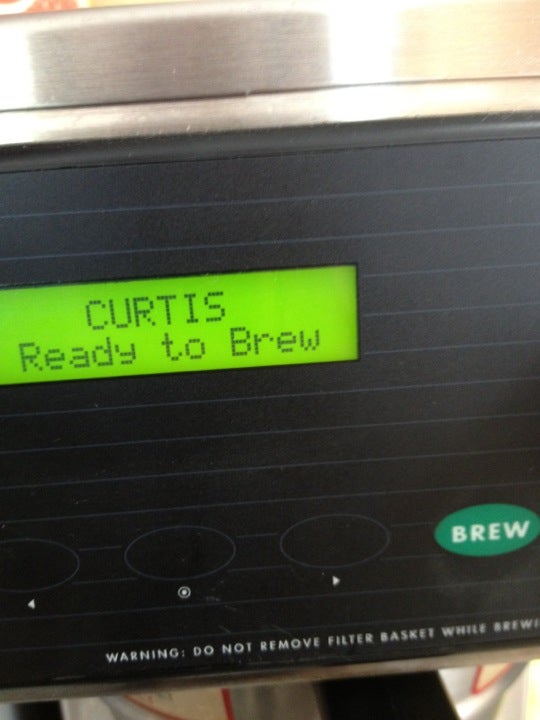 CURTIS
Ready to Brew
BREW
WARNING: DO NOT REMOVE FILTER BASKET WHILE BREWI